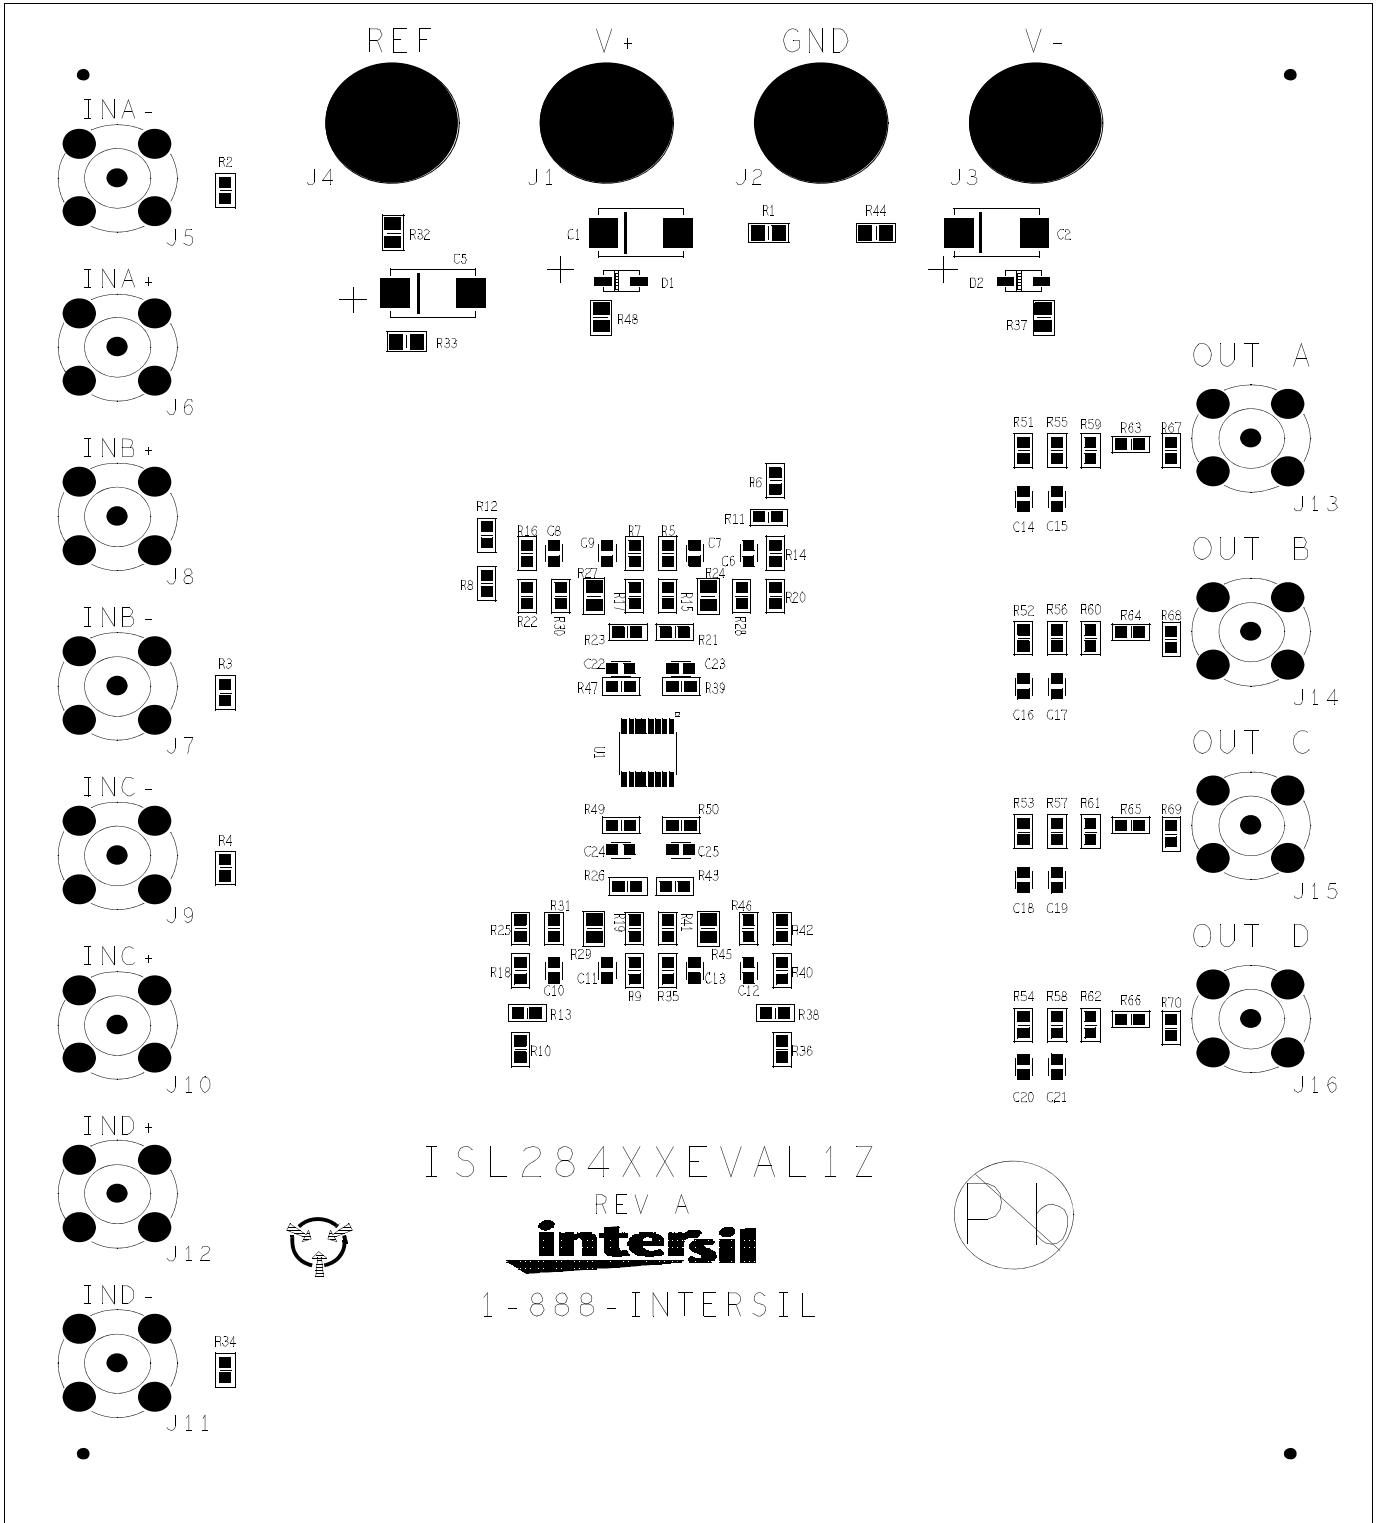 REF V+ GND V-
INA-
R2
J4 J1 J2 J3
J5
R1 R44
R32 C1 C2
C5
INA+
D1 D2
R48 R37
R33
J6
OUT A
INB+
R51 R55 R59 R63 R67
R6
J13
R12 R11
C14 C15
R16 C8 C9 R7 R5 C7 C6 R14
OUT B
J8
R8 R27 R24
R22 R30 R17 R15 R28 R20
INB-
R52 R56 R60 R64 R68
R23 R21
R3
C22 C23
R47 R39
J14
C16 C17
J7
U1
OUT C
INC-
R49 R50
R53 R57 R61 R65 R69
R4
C24 C25
R26 R43
J15
C18 C19
J9
R25 R31 R19 R41 R46 R42
OUT D
R29 R45
INC+
R18 C10 C11 R9 R35 C13 C12 R40
R54 R58 R62 R66 R70
R13 R38
R10 R36
J10
J16
C20 C21
IND+
ISL284XXEVAL1Z
REV A
Pb
J12
intersil
IND-
1-888-INTERSIL
R34
J11